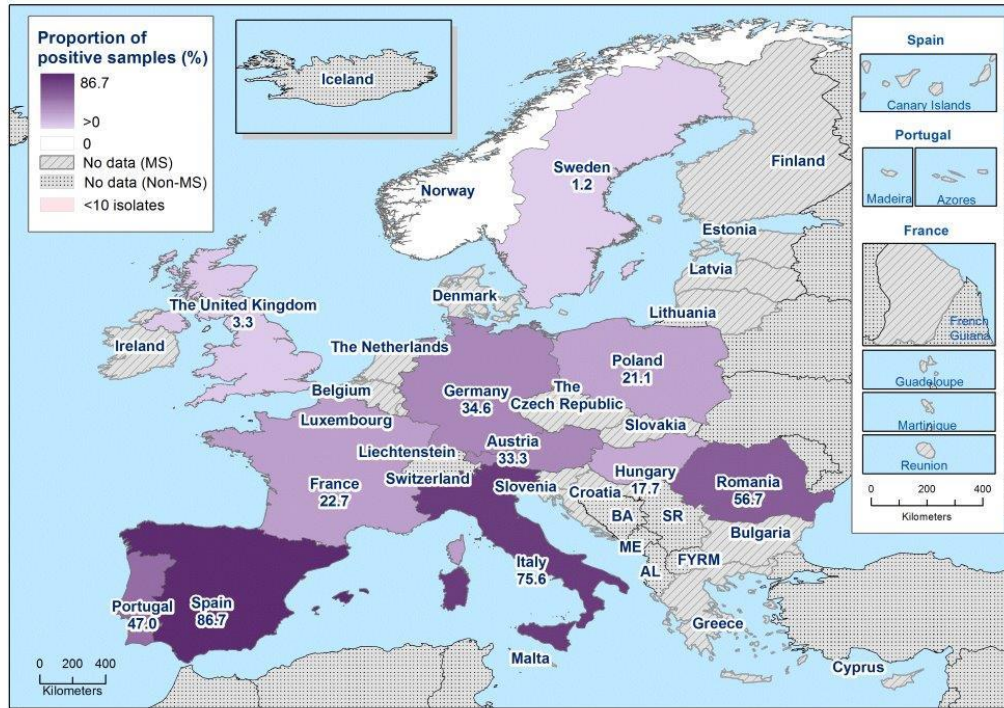 Proportion of
positive samples (%)
86.7
>0
0
No data (MS)
No data (Non-MS)
<10 isolates
Iceland
Spain
Canary Islands
Portugal
Madeira
Azores
France
French
Guiana
Guadeloupe
Martinique
Reunion
0 200 400
Kilometers
Norway
Sweden
1.2
Finland
Estonia
Latvia
Lithuania
Denmark
The United Kingdom
3.3
Ireland
The Netherlands
Belgium
Luxembourg
Germany
34.6
Poland
21.1
The
Czech Republic
Slovakia
Liechtenstein
Austria
33.3
Switzerland
France
22.7
Slovenia
Hungary
17.7
Romania
56.7
Croatia
BA
SR
Bulgaria
ME
AL
FYRM
Italy
75.6
Portugal
47.0
Spain
86.7
Greece
Malta
Cyprus
0 200 400
Kilometers